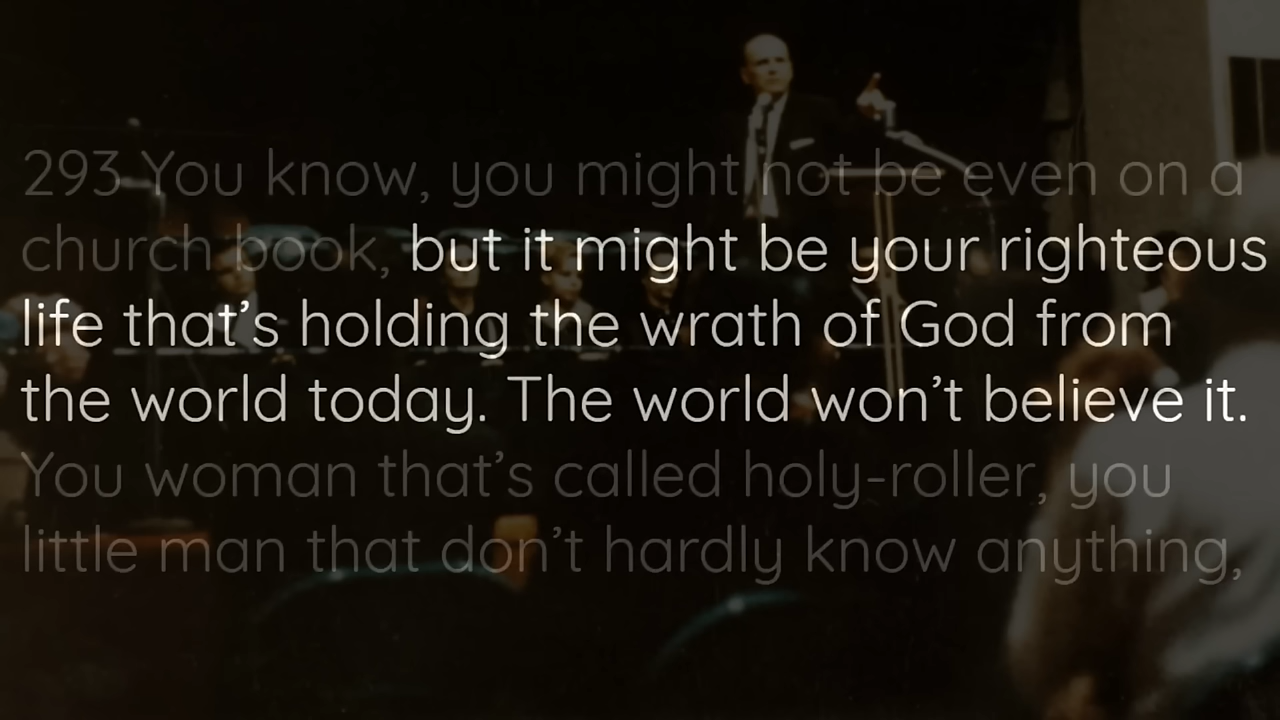 293 You know, you might not be even on a
church book, but it might be your righteous
life that’s holding the wrath of God from
the world today. The world won’t believe it.
You woman that’s called holy-roller, you
little man that don’t hardly know anything,